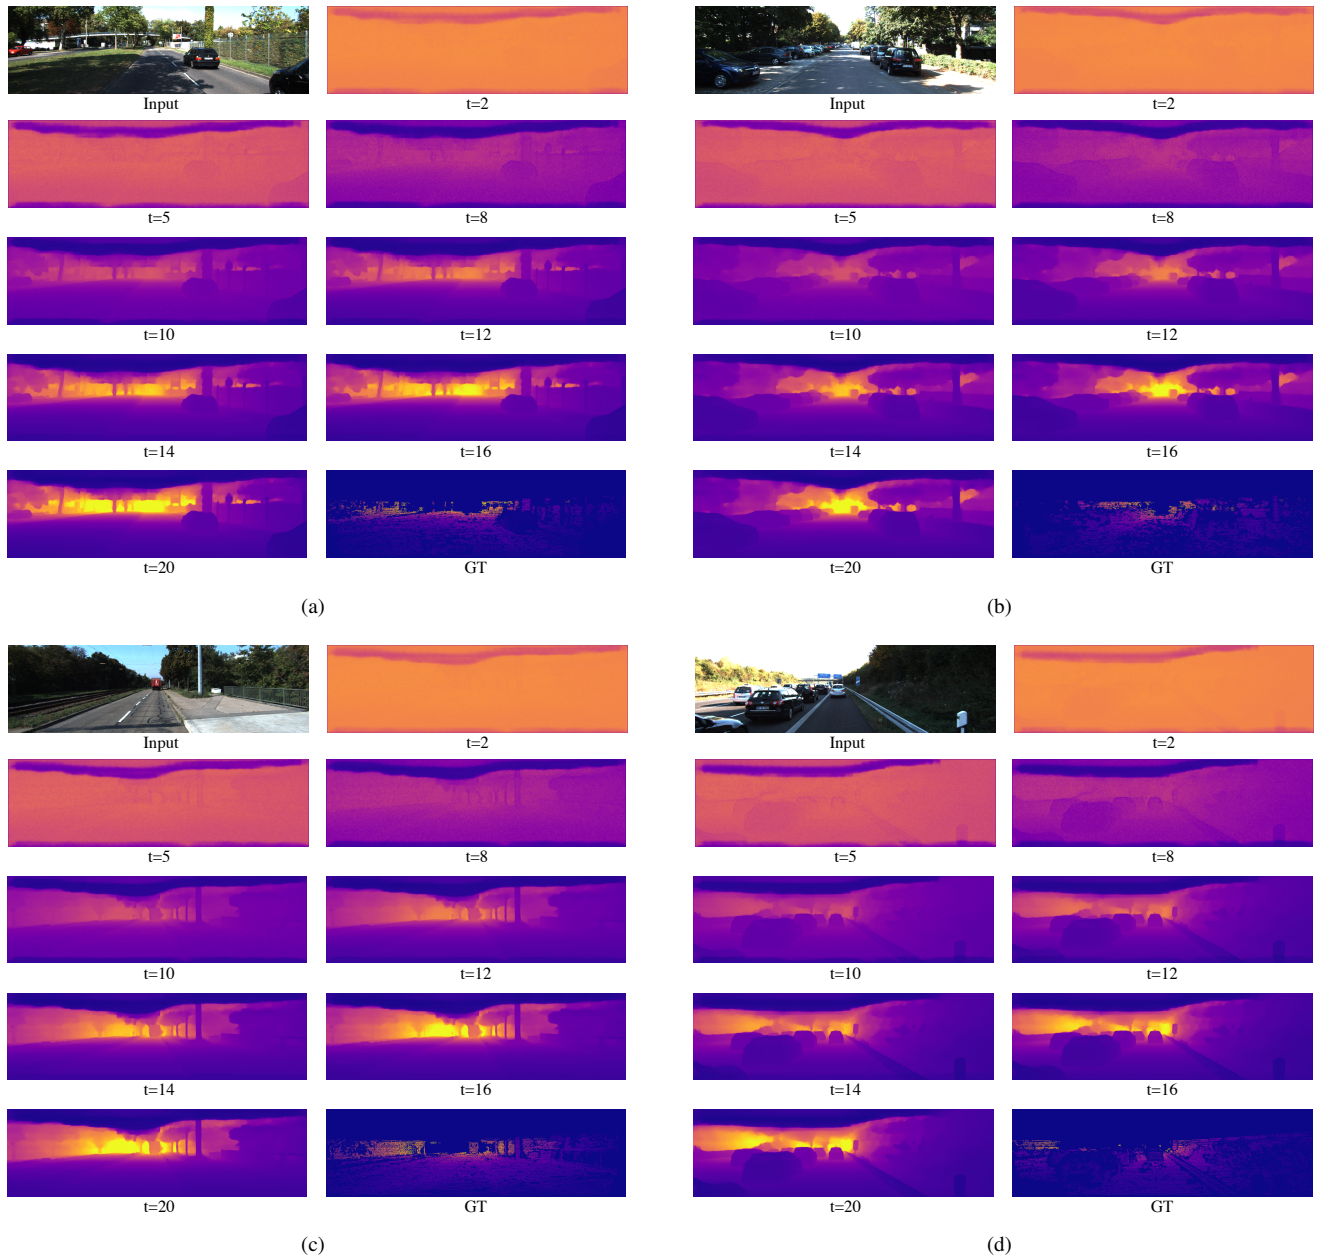 Input
t=2
t=5
t=8
t=10
t=12
t=14
t=16
t=20
GT
(a)
Input
t=2
t=5
t=8
t=10
t=12
t=14
t=16
t=20
GT
(b)
Input
t=2
t=5
t=8
t=10
t=12
t=14
t=16
t=20
GT
(c)
Input
t=2
t=5
t=8
t=10
t=12
t=14
t=16
t=20
GT
(d)